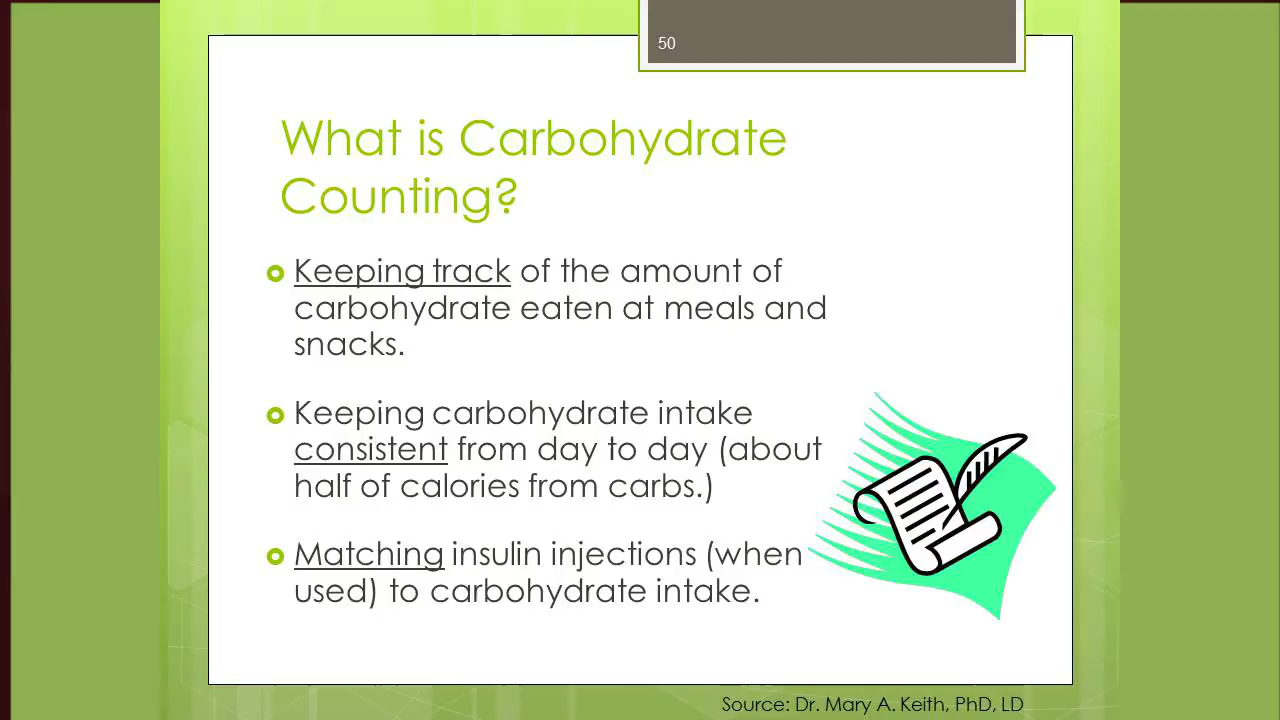 50
What is Carbohydrate
Counting?
Keeping track of the amount of
carbohydrate eaten at meals and
snacks.
Keeping carbohydrate intake
consistent from day to day (about
half of calories from carbs.)
Matching insulin injections (when
used) to carbohydrate intake.
Source: Dr. Mary A. Keith, PhD, LD